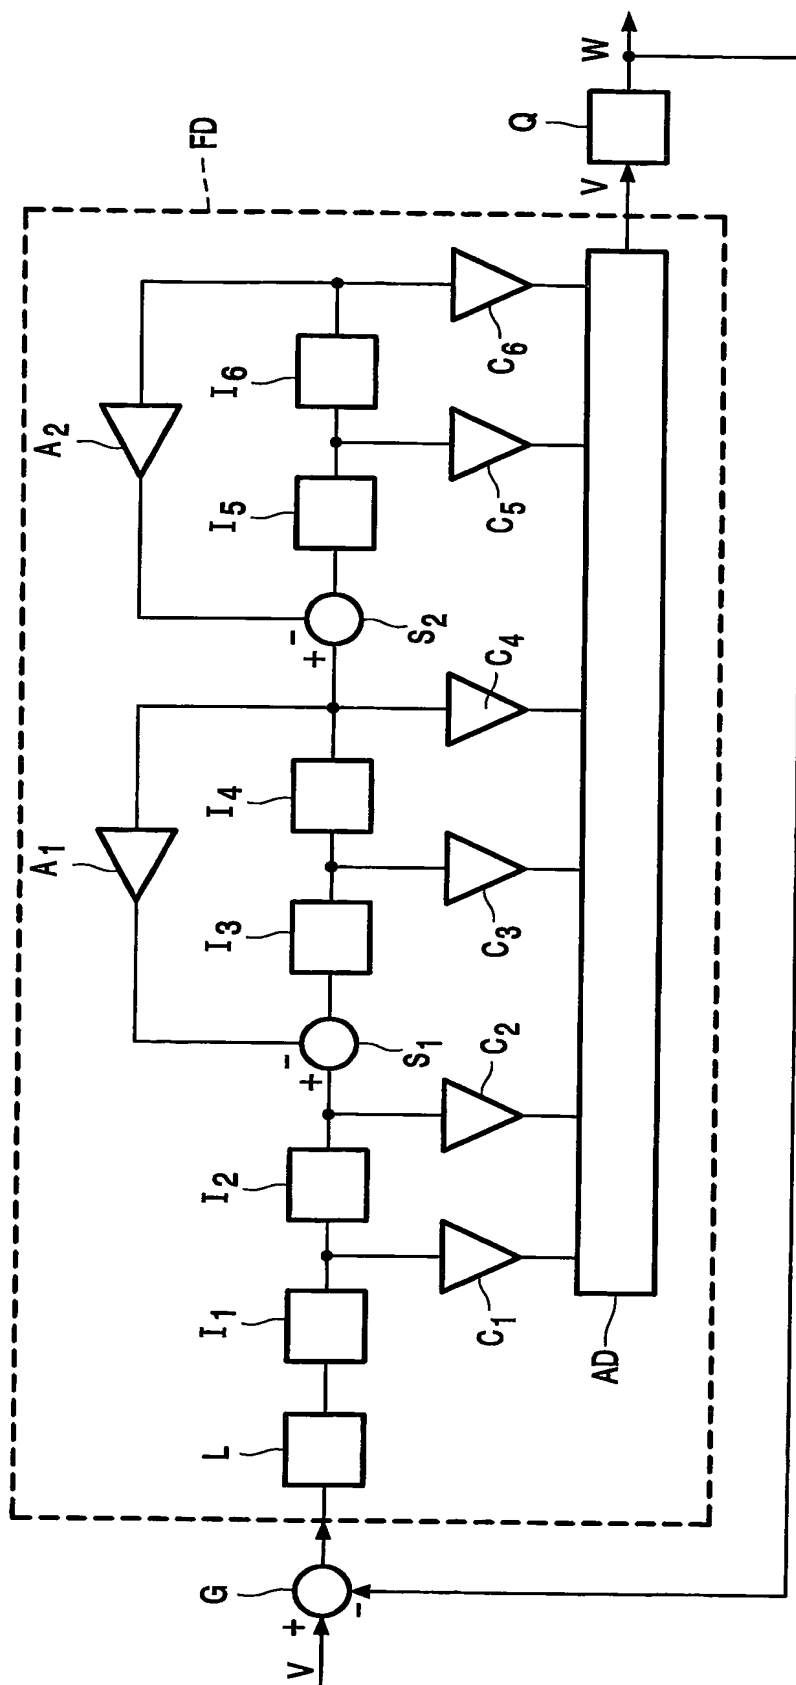 FD
A1
A2
V
+
-
G
L
I1
I2
+
-
S1
I3
I4
+
-
S2
I5
I6
C1
C2
C3
C4
C5
C6
AD
V
Q
W